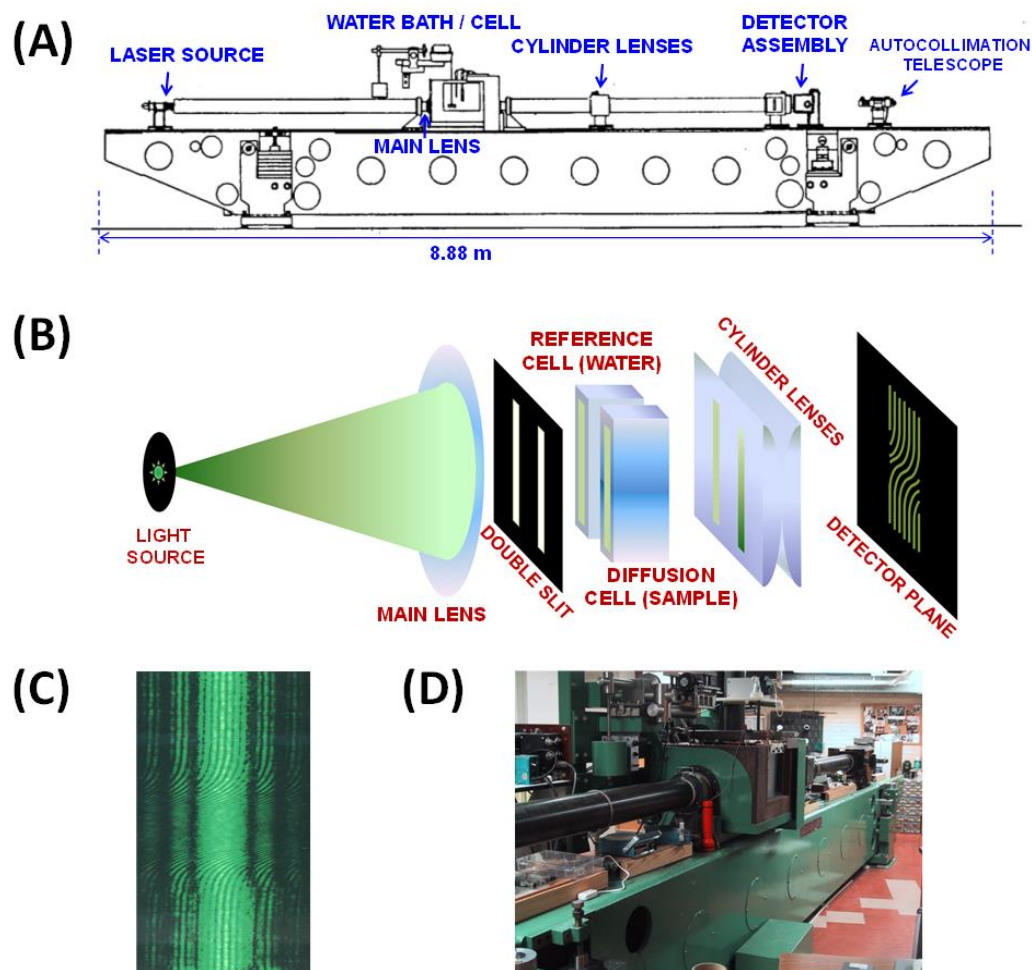 (A)
WATER BATH / CELL
DETECTOR
ASSEMBLY
LASER SOURCE
CYLINDER LENSES
AUTOCOLLIMATION
TELESCOPE
MAIN LENS
8.88 m
(B)
REFERENCE
CELL (WATER)
CYLINDER LENSES
LIGHT
SOURCE
MAIN LENS
DOUBLE SLIT
DIFFUSION
CELL (SAMPLE)
DETECTOR PLANE
(C)
(D)